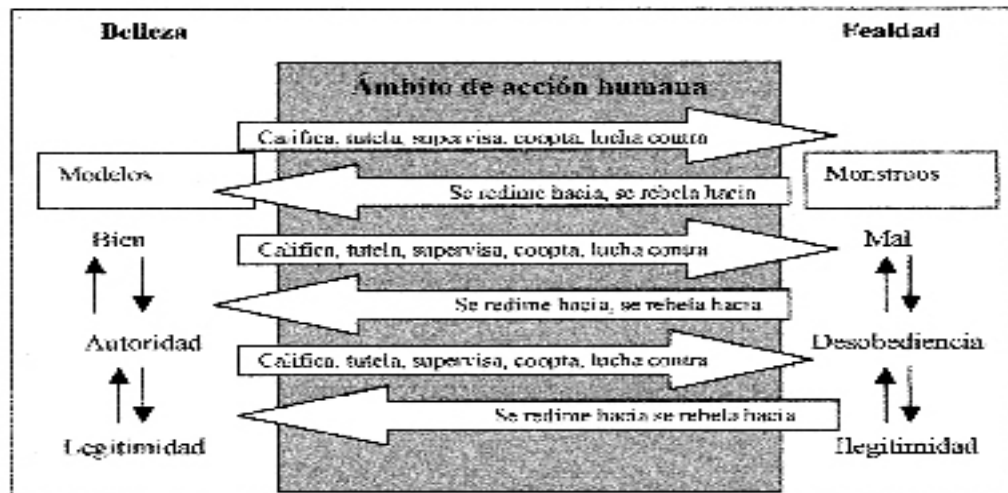 Belleza
Fealdad
Ámbito de acción humana
Califica, tutela, supervisa, coopta, lucha contra
Modelos
Se redime hacia, se rebela hacia
Monstruos
Bien
Califica, tutela, supervisa, coopta, lucha contra
Mal
Se redime hacia, se rebela hacia
Autoridad
Califica, tutela, supervisa, coopta, lucha contra
Desobediencia
Se redime hacia se rebela hacia
Legitimidad
Ilegitimidad